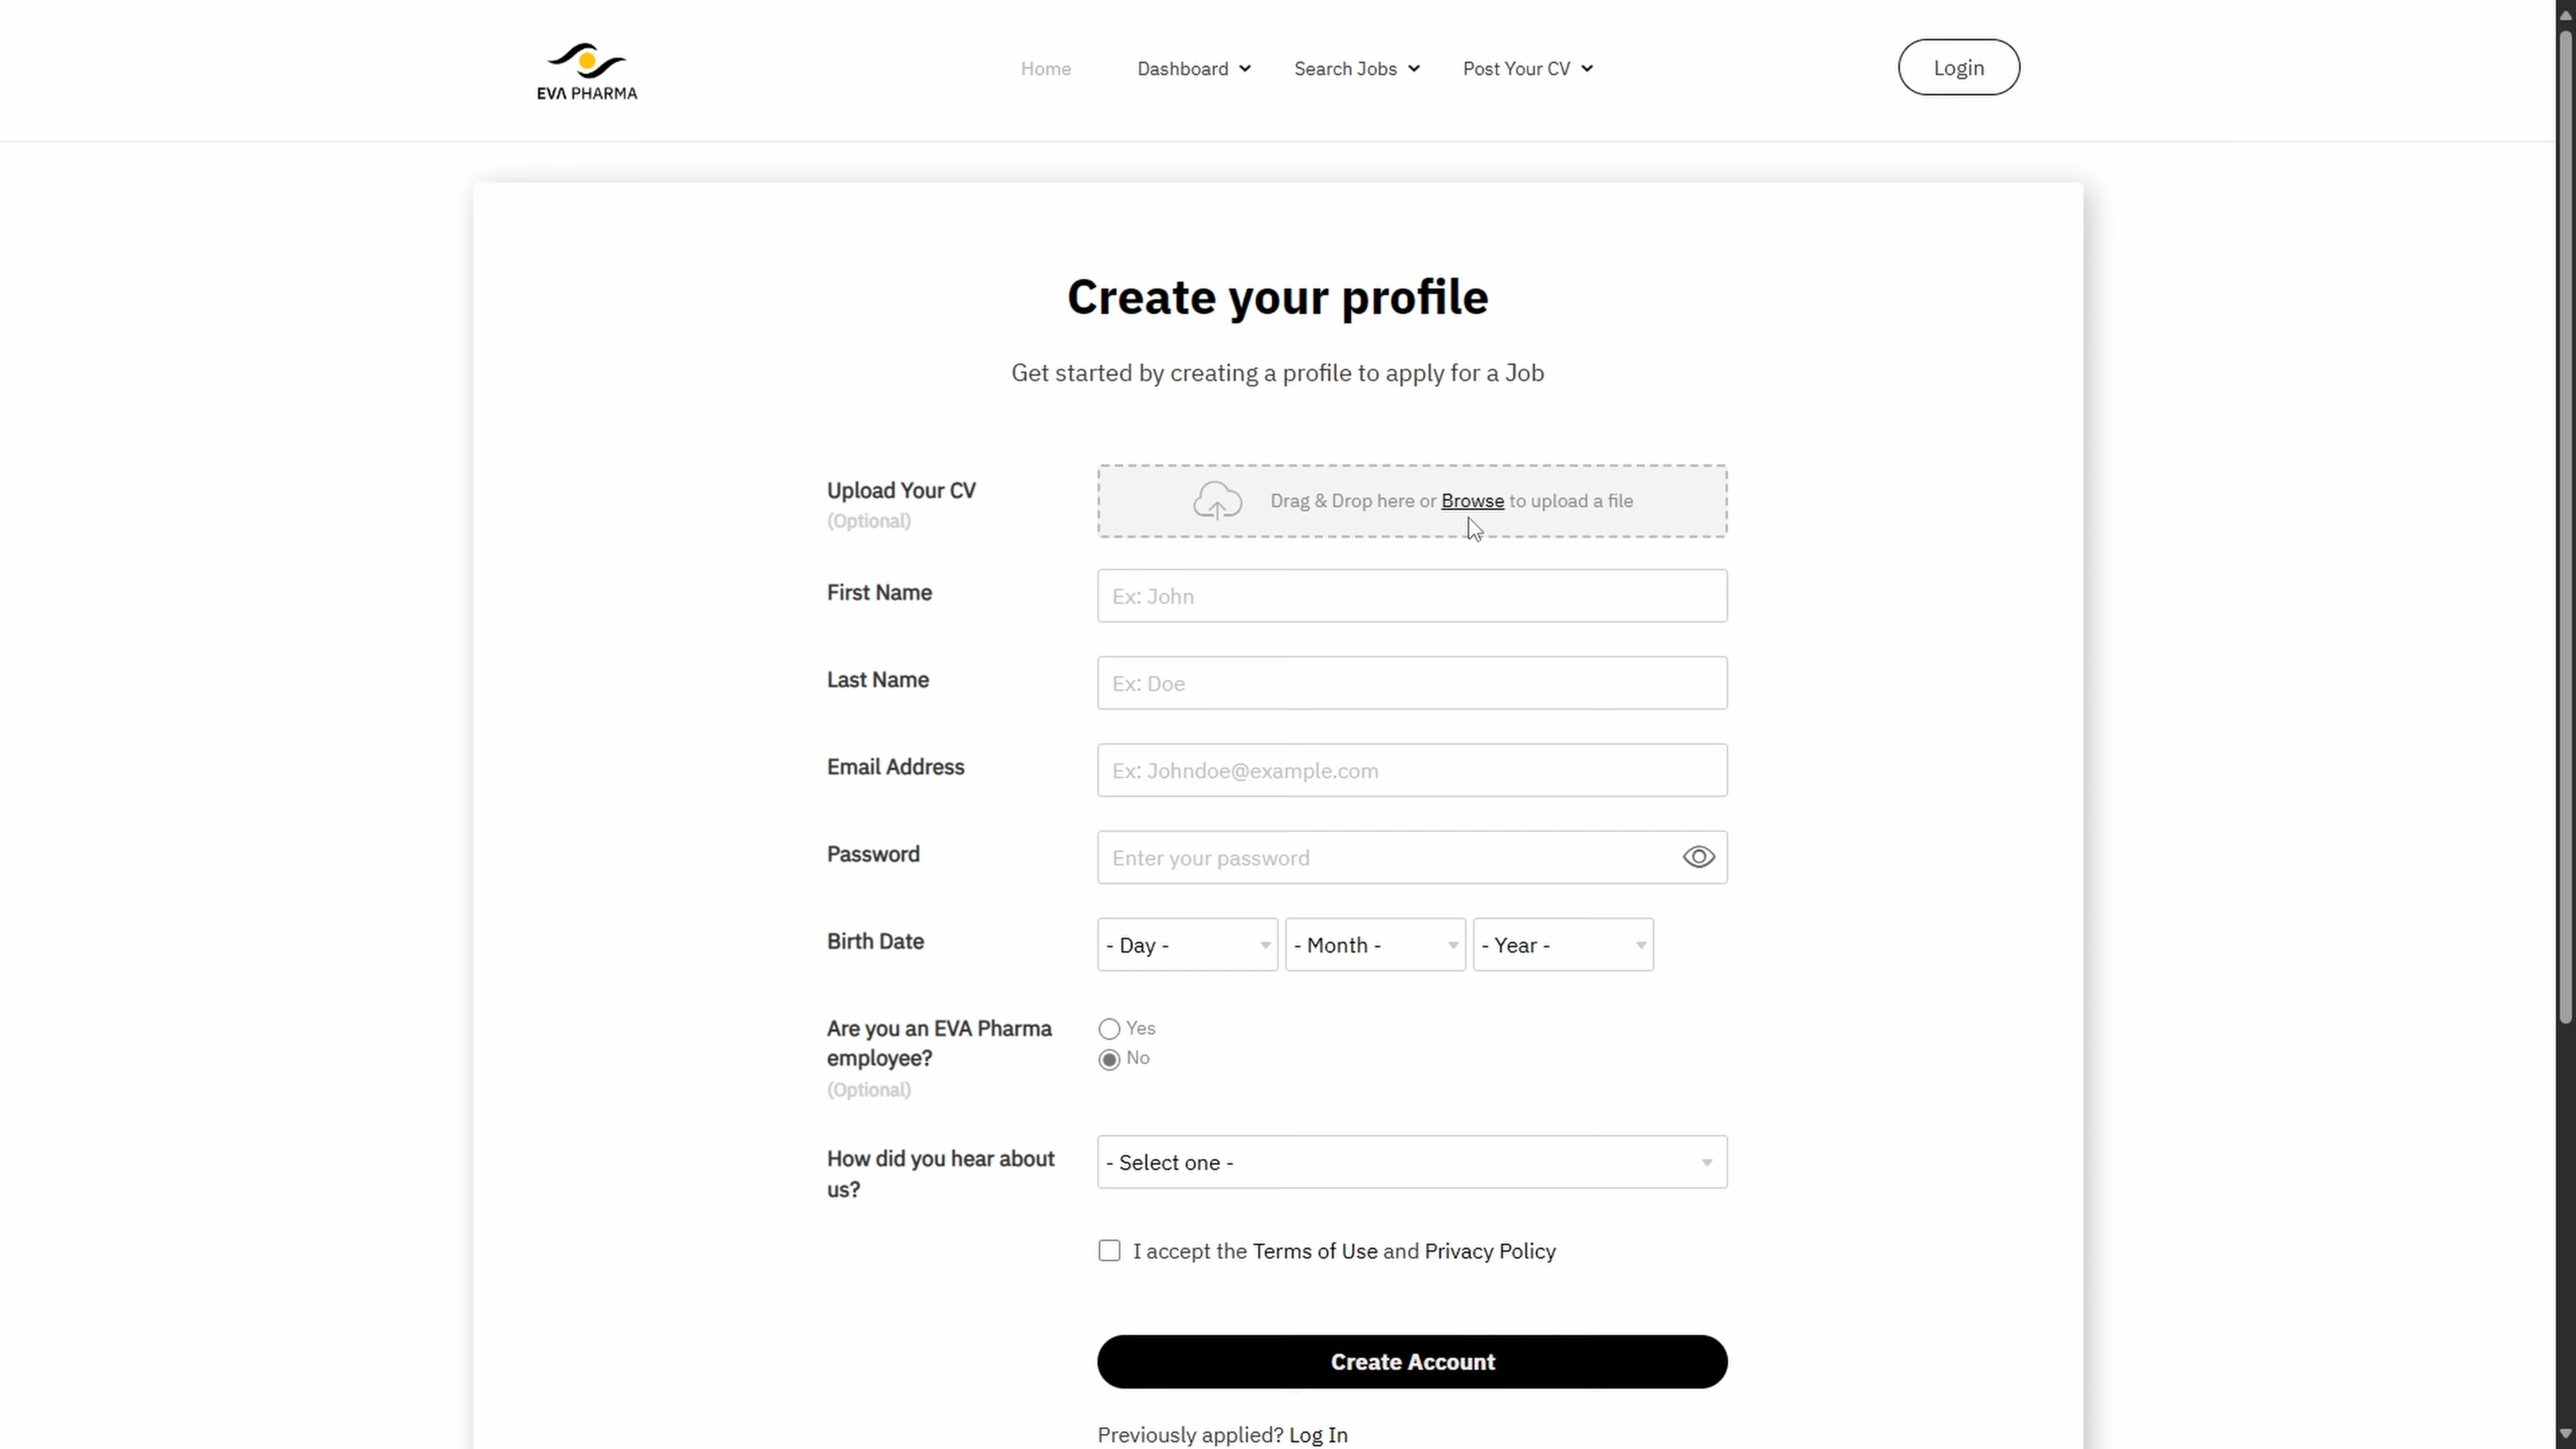 Home
Dashboard
Search Jobs
Post Your CV
Login
EVA PHARMA
Create your profile
Get started by creating a profile to apply for a Job
Upload Your CV
(Optional)
Drag & Drop here or Browse to upload a file
First Name
Ex: John
Last Name
Ex: Doe
Email Address
Ex: Johndoe@example.com
Password
Enter your password
Birth Date
- Day -
- Month -
- Year -
Are you an EVA Pharma
employee?
(Optional)
Yes
No
How did you hear about
us?
- Select one -
I accept the Terms of Use and Privacy Policy
Create Account
Previously applied? Log In